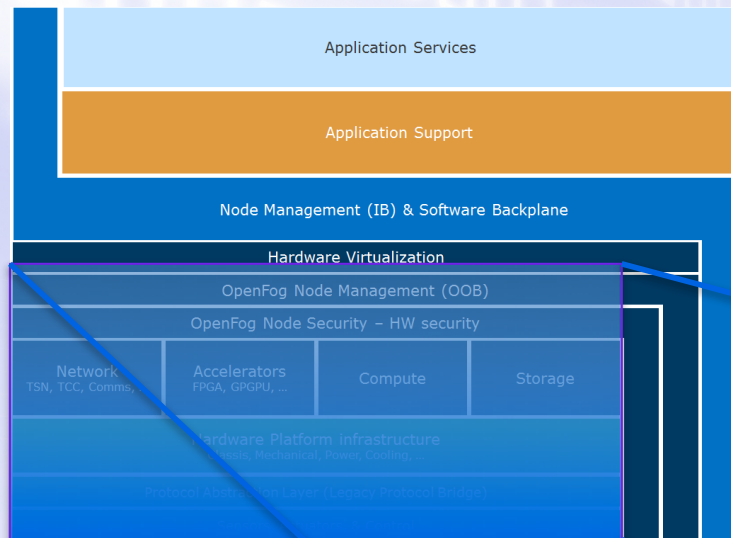 Application Services
Application Support
Node Management (IB) & Software Backplane
Hardware Virtualization
OpenFog Node Management (OOB)
OpenFog Node Security – HW security
Network
TSN, TCC, Comms,
Accelerators
FPGA, GPGPU, ...
Compute
Storage
Hardware Platform infrastructure
Chassis, Mechanical, Power, Cooling, ...
Protocol Abstraction Layer (Legacy Protocol Bridge)